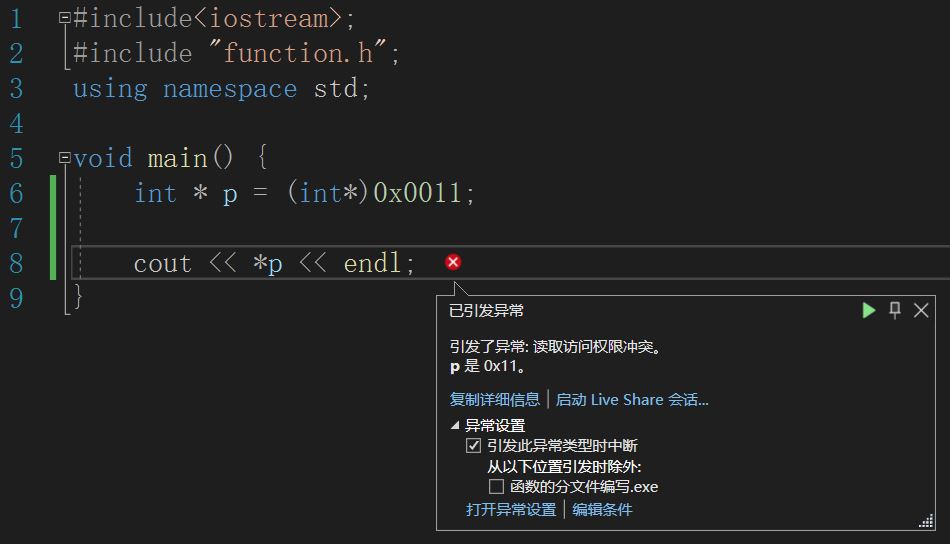 1 #include<iostream>;
2 #include "function.h";
3 using namespace std;
4
5 void main() {
6 int * p = (int*)0x0011;
7
8 cout << *p << endl;
9 }
已引发异常
引发了异常: 读取访问权限冲突。
p 是 0x11。
复制详细信息 | 启动 Live Share 会话...
异常设置
引发此异常类型时中断
从以下位置引发时除外:
函数的分文件编写.exe
打开异常设置 | 编辑条件